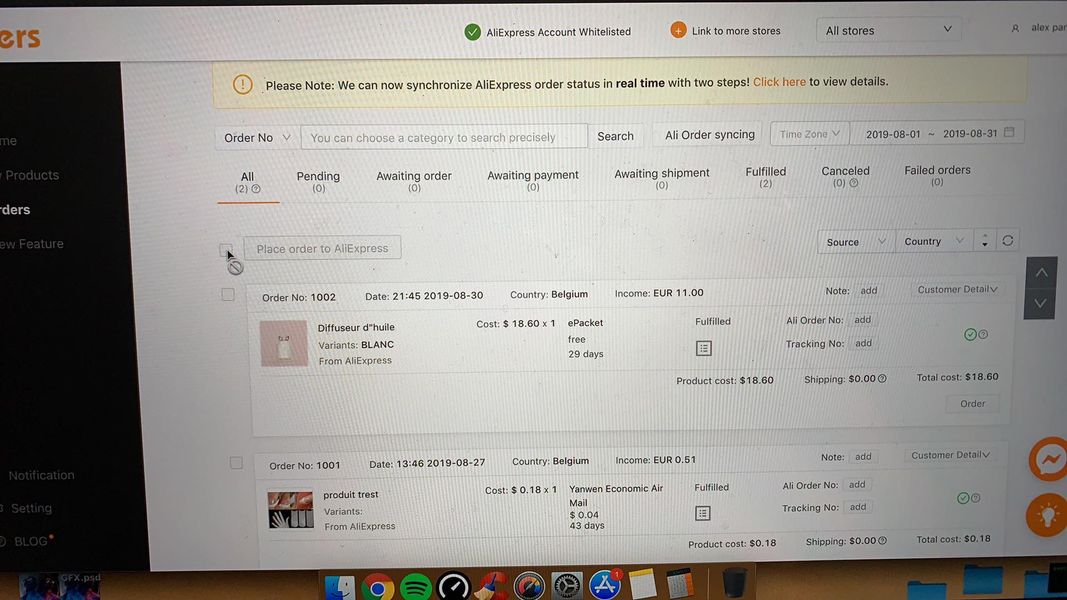 ers
AliExpress Account Whitelisted
Link to more stores
All stores
alex par
Please Note: We can now synchronize AliExpress order status in real time with two steps! Click here to view details.
Order No
You can choose a category to search precisely
Search
Ali Order syncing
Time Zone
2019-08-01 ~ 2019-08-31
All
(2)
Pending
(0)
Awaiting order
(0)
Awaiting payment
(0)
Awaiting shipment
(0)
Fulfilled
(2)
Canceled
(0)
Failed orders
(0)
me
Products
rders
ew Feature
Notification
Setting
BLOG
Place order to AliExpress
Source
Country
Order No: 1002 Date: 21:45 2019-08-30 Country: Belgium Income: EUR 11.00 Note: add Customer Detail
Diffuseur d"huile
Variants: BLANC
From AliExpress
Cost: $ 18.60 x 1
ePacket
free
29 days
Fulfilled
Ali Order No: add
Tracking No: add
Product cost: $18.60 Shipping: $0.00 Total cost: $18.60
Order
Order No: 1001 Date: 13:46 2019-08-27 Country: Belgium Income: EUR 0.51 Note: add Customer Detail
produit trest
Variants:
From AliExpress
Cost: $ 0.18 x 1
Yanwen Economic Air
Mail
$ 0.04
43 days
Fulfilled
Ali Order No: add
Tracking No: add
Product cost: $0.18 Shipping: $0.00 Total cost: $0.18
GFX.psd
1